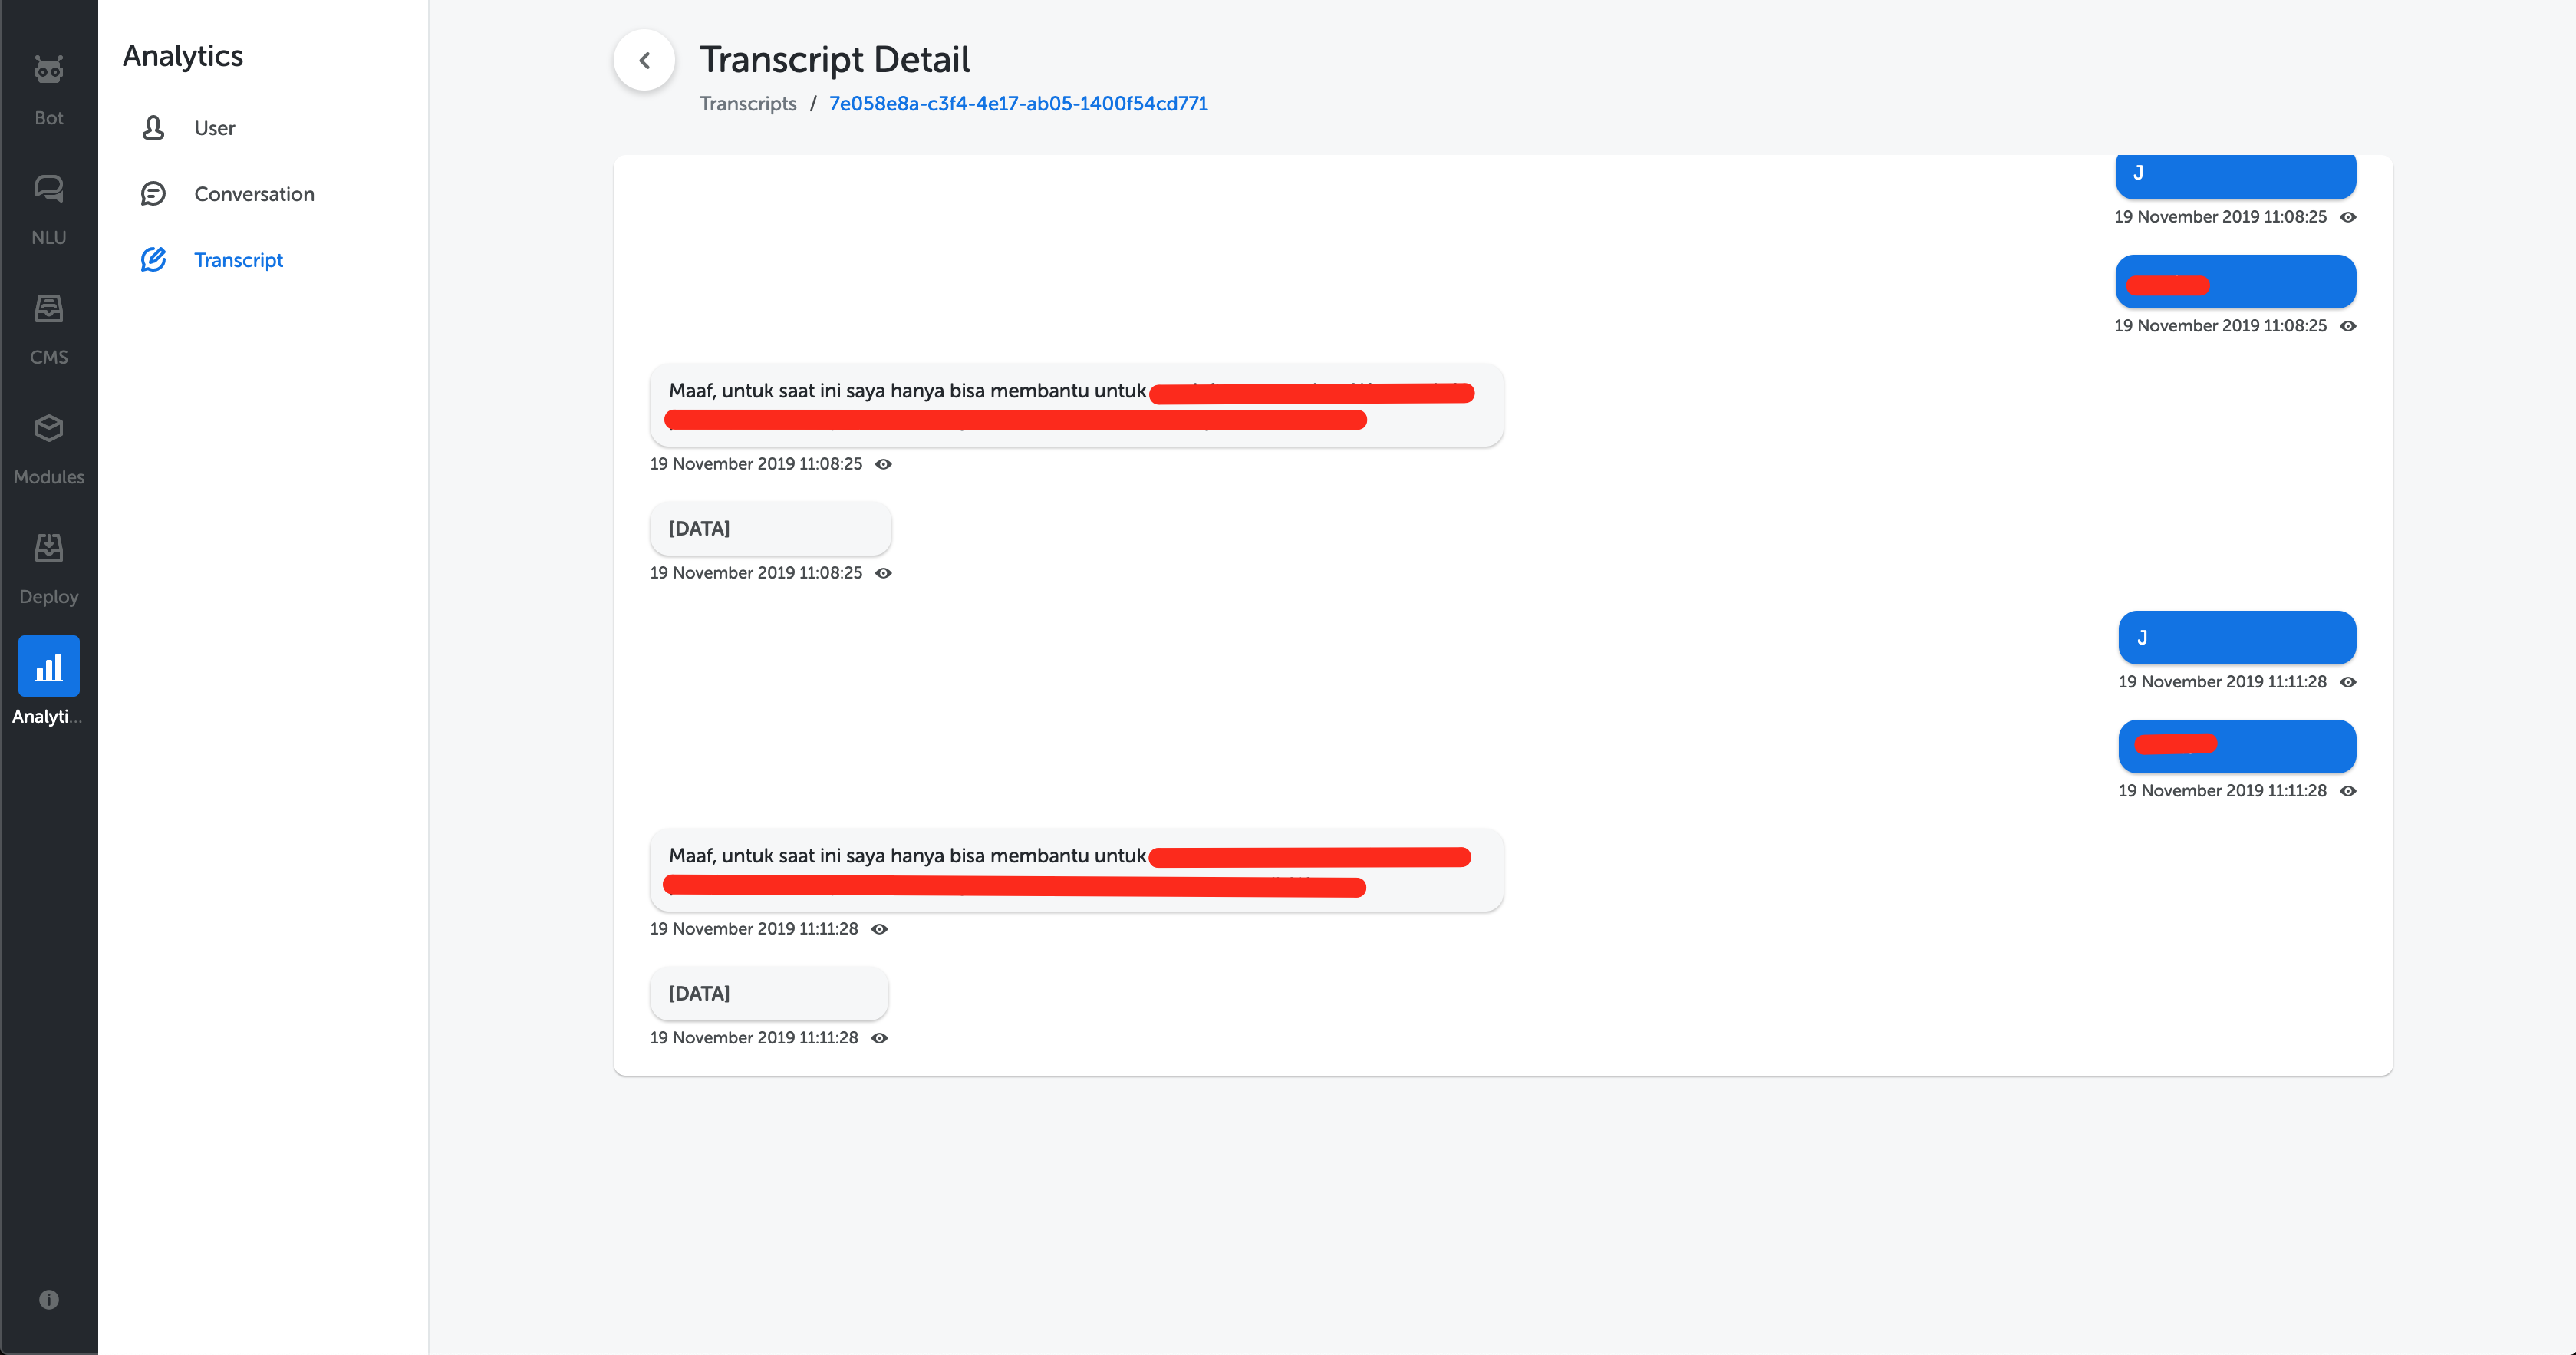 Bot
NLU
CMS
Modules
Deploy
Analyti...
Analytics
User
Conversation
Transcript
Transcript Detail
Transcripts / 7e058e8a-c3f4-4e17-ab05-1400f54cd771
J
19 November 2019 11:08:25
19 November 2019 11:08:25
Maaf, untuk saat ini saya hanya bisa membantu untuk
19 November 2019 11:08:25
[DATA]
19 November 2019 11:08:25
J
19 November 2019 11:11:28
19 November 2019 11:11:28
Maaf, untuk saat ini saya hanya bisa membantu untuk
19 November 2019 11:11:28
[DATA]
19 November 2019 11:11:28